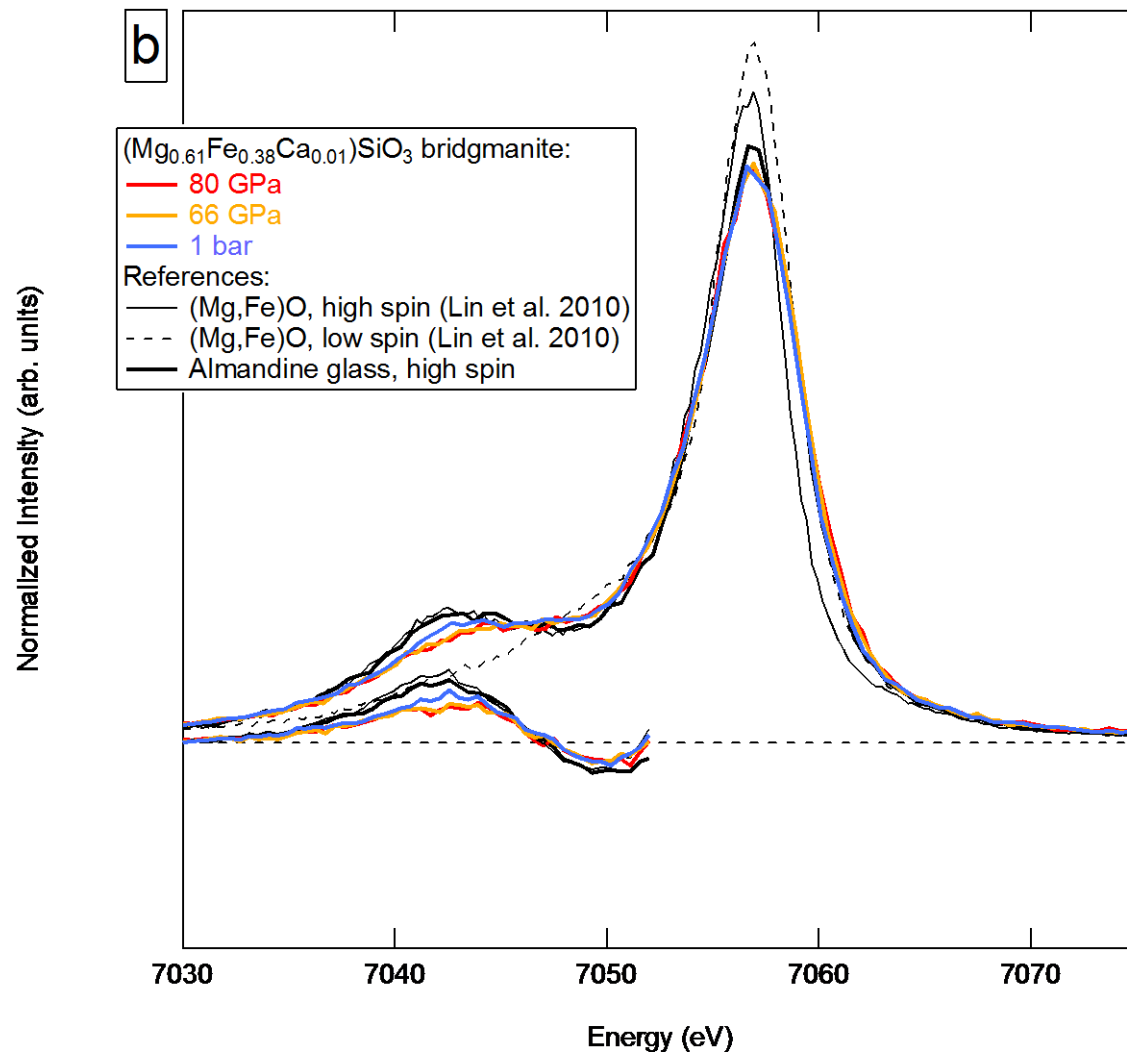 b
(Mg0.61Fe0.38Ca0.01)SiO3 bridgmanite:
80 GPa
66 GPa
1 bar
References:
(Mg,Fe)O, high spin (Lin et al. 2010)
(Mg,Fe)O, low spin (Lin et al. 2010)
Almandine glass, high spin
Normalized Intensity (arb. units)
7030 7040 7050 7060 7070
Energy (eV)